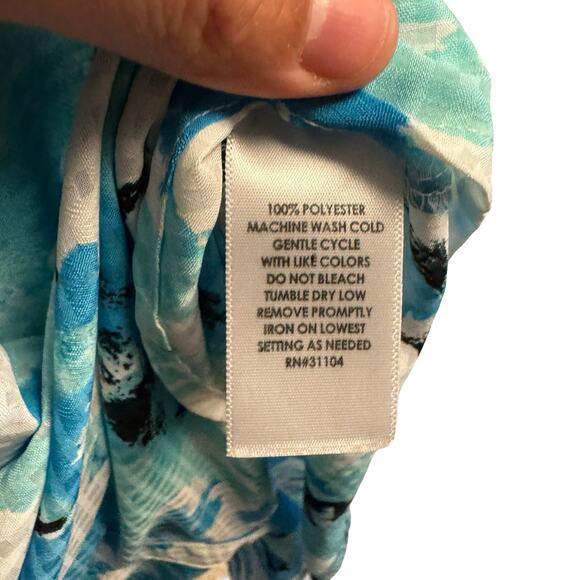 100% POLYESTER
MACHINE WASH COLD
GENTLE CYCLE
WITH LIKE COLORS
DO NOT BLEACH
TUMBLE DRY LOW
REMOVE PROMPTLY
IRON ON LOWEST
SETTING AS NEEDED
RN#31104